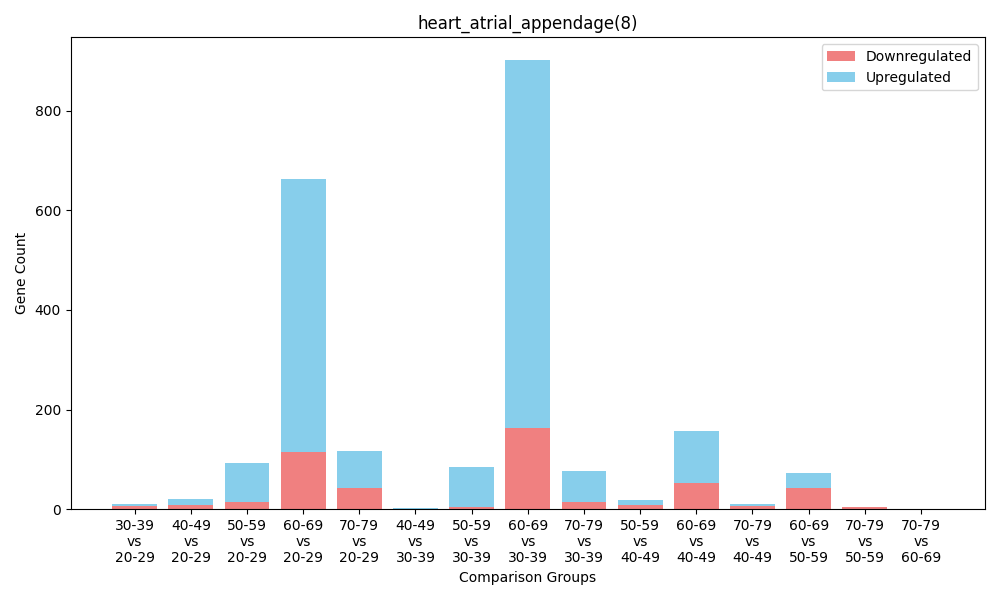 heart_atrial_appendage(8)
Downregulated
Upregulated
Gene Count
800
600
400
200
0
30-39 40-49 50-59 60-69 70-79 40-49 50-59 60-69 70-79 50-59 60-69 70-79 60-69 70-79 70-79
vs vs vs vs vs vs vs vs vs vs vs vs vs vs vs
20-29 20-29 20-29 20-29 20-29 30-39 30-39 30-39 30-39 40-49 40-49 40-49 50-59 50-59 60-69
Comparison Groups